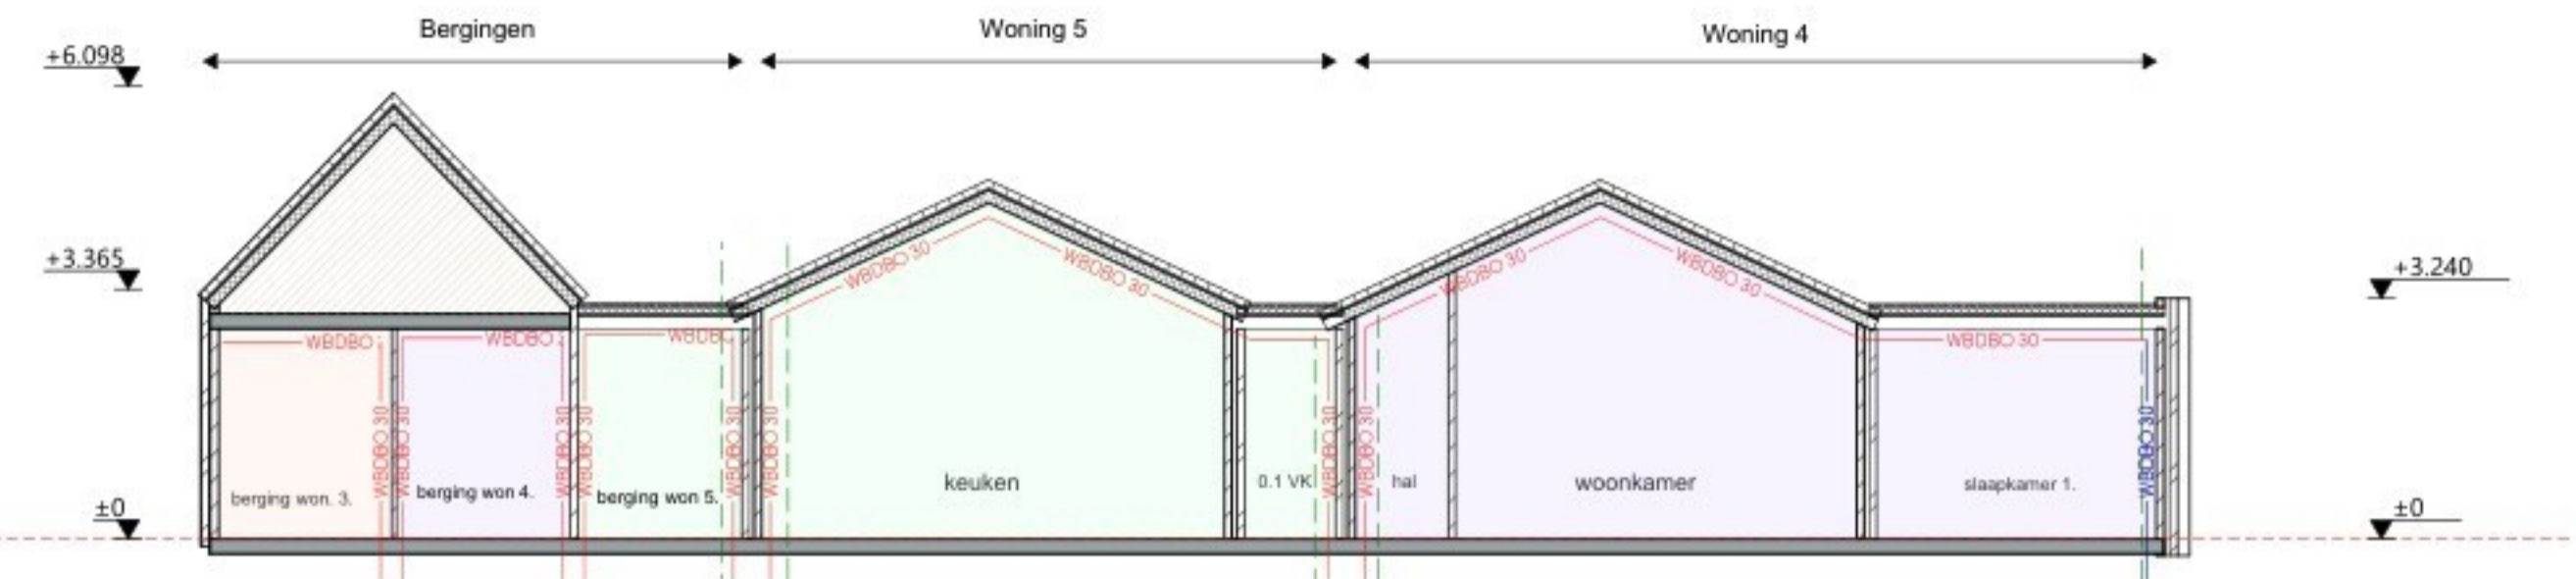 Bergingen
Woning 5
Woning 4
+6.098
+3.365
+3.240
WBDBO 30
WBDBO 30
WBDBO 30
WBDBO 30
WBDBO
WBDBO
WBDBO
WBDBO 30
WBDBO 30
WBDBO 30
WBDBO 30
WBDBO 30
WBDBO 30
WBDBO 30
WBDBO 30
WBDBO 30
WBDBO 30
berging won. 3.
berging won 4.
berging won 5.
keuken
0.1 VK
hal
woonkamer
slaapkamer 1.
±0
±0